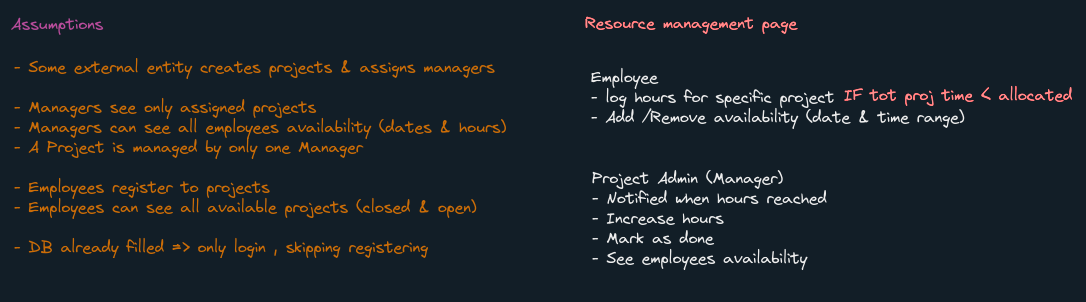 Assumptions
- Some external entity creates projects & assigns managers
- Managers see only assigned projects
- Managers can see all employees availability (dates & hours)
- A Project is managed by only one Manager
- Employees register to projects
- Employees can see all available projects (closed & open)
- DB already filled => only login , skipping registering
Resource management page
Employee
- log hours for specific project IF tot proj time < allocated
- Add /Remove availability (date & time range)
Project Admin (Manager)
- Notified when hours reached
- Increase hours
- Mark as done
- See employees availability